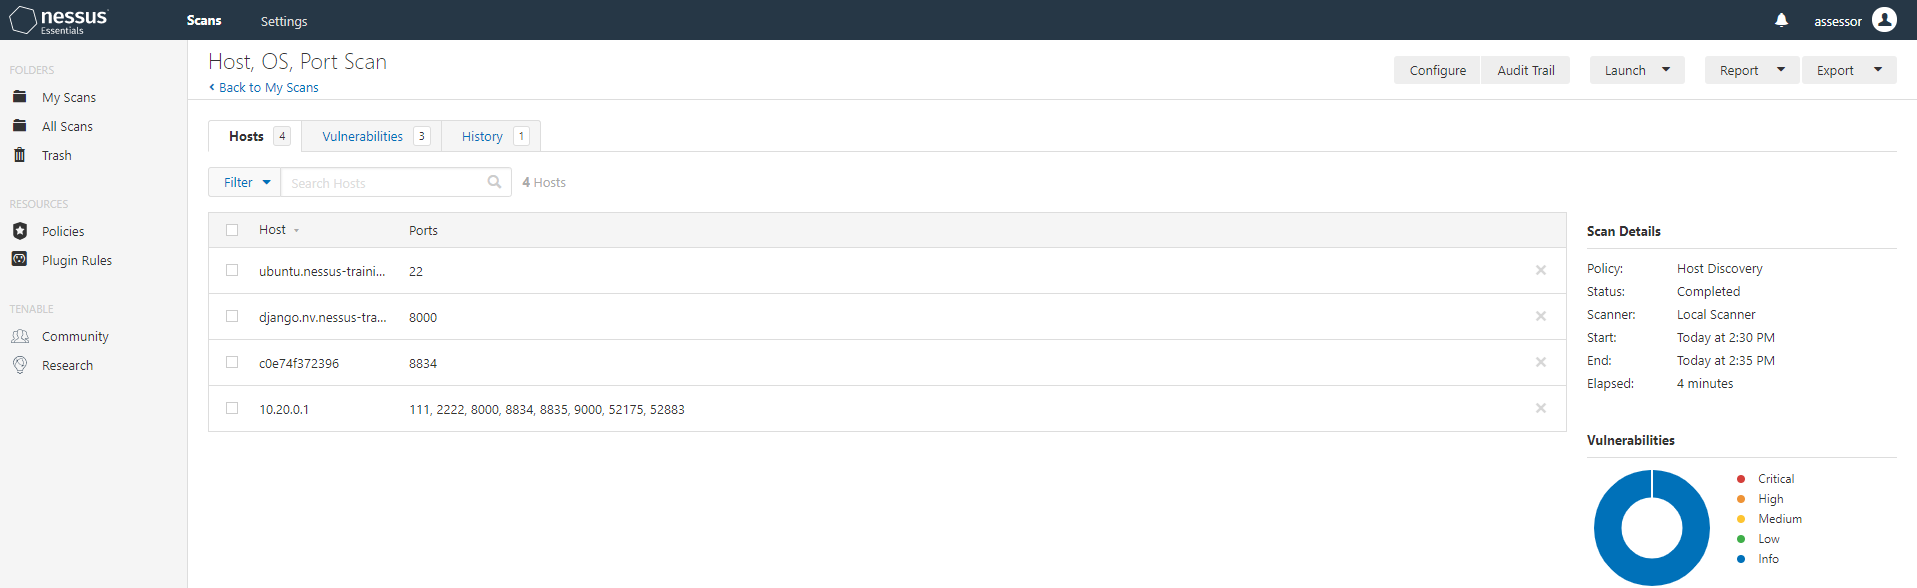 nessus
Essentials
Scans
Settings
assessor
FOLDERS
My Scans
All Scans
Trash
RESOURCES
Policies
Plugin Rules
TENABLE
Community
Research
Host, OS, Port Scan
Back to My Scans
Configure
Audit Trail
Launch
Report
Export
Hosts 4
Vulnerabilities 3
History 1
Filter
Search Hosts
4 Hosts
Host
Ports
ubuntu.nessus-traini... 22
django.nv.nessus-tra... 8000
c0e74f372396 8834
10.20.0.1 111, 2222, 8000, 8834, 8835, 9000, 52175, 52883
Scan Details
Policy: Host Discovery
Status: Completed
Scanner: Local Scanner
Start: Today at 2:30 PM
End: Today at 2:35 PM
Elapsed: 4 minutes
Vulnerabilities
Critical
High
Medium
Low
Info